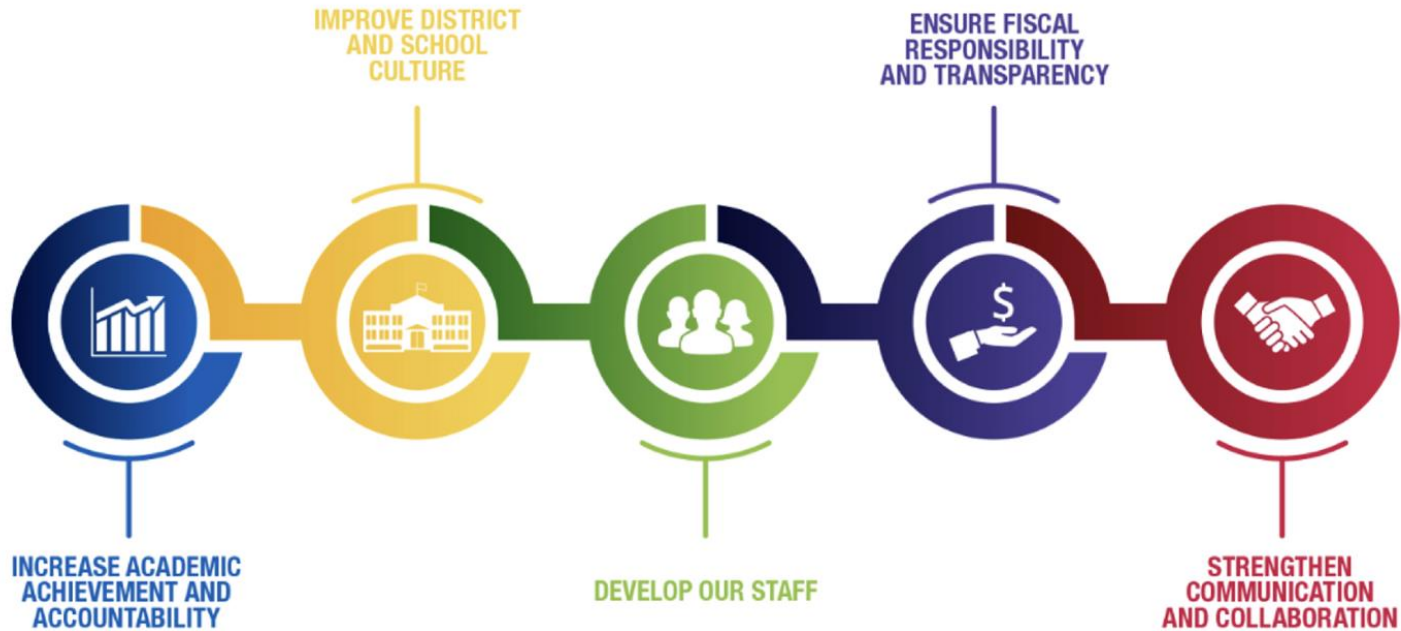 IMPROVE DISTRICT
AND SCHOOL
CULTURE
ENSURE FISCAL
RESPONSIBILITY
AND TRANSPARENCY
$
INCREASE ACADEMIC
ACHIEVEMENT AND
ACCOUNTABILITY
DEVELOP OUR STAFF
STRENGTHEN
COMMUNICATION
AND COLLABORATION